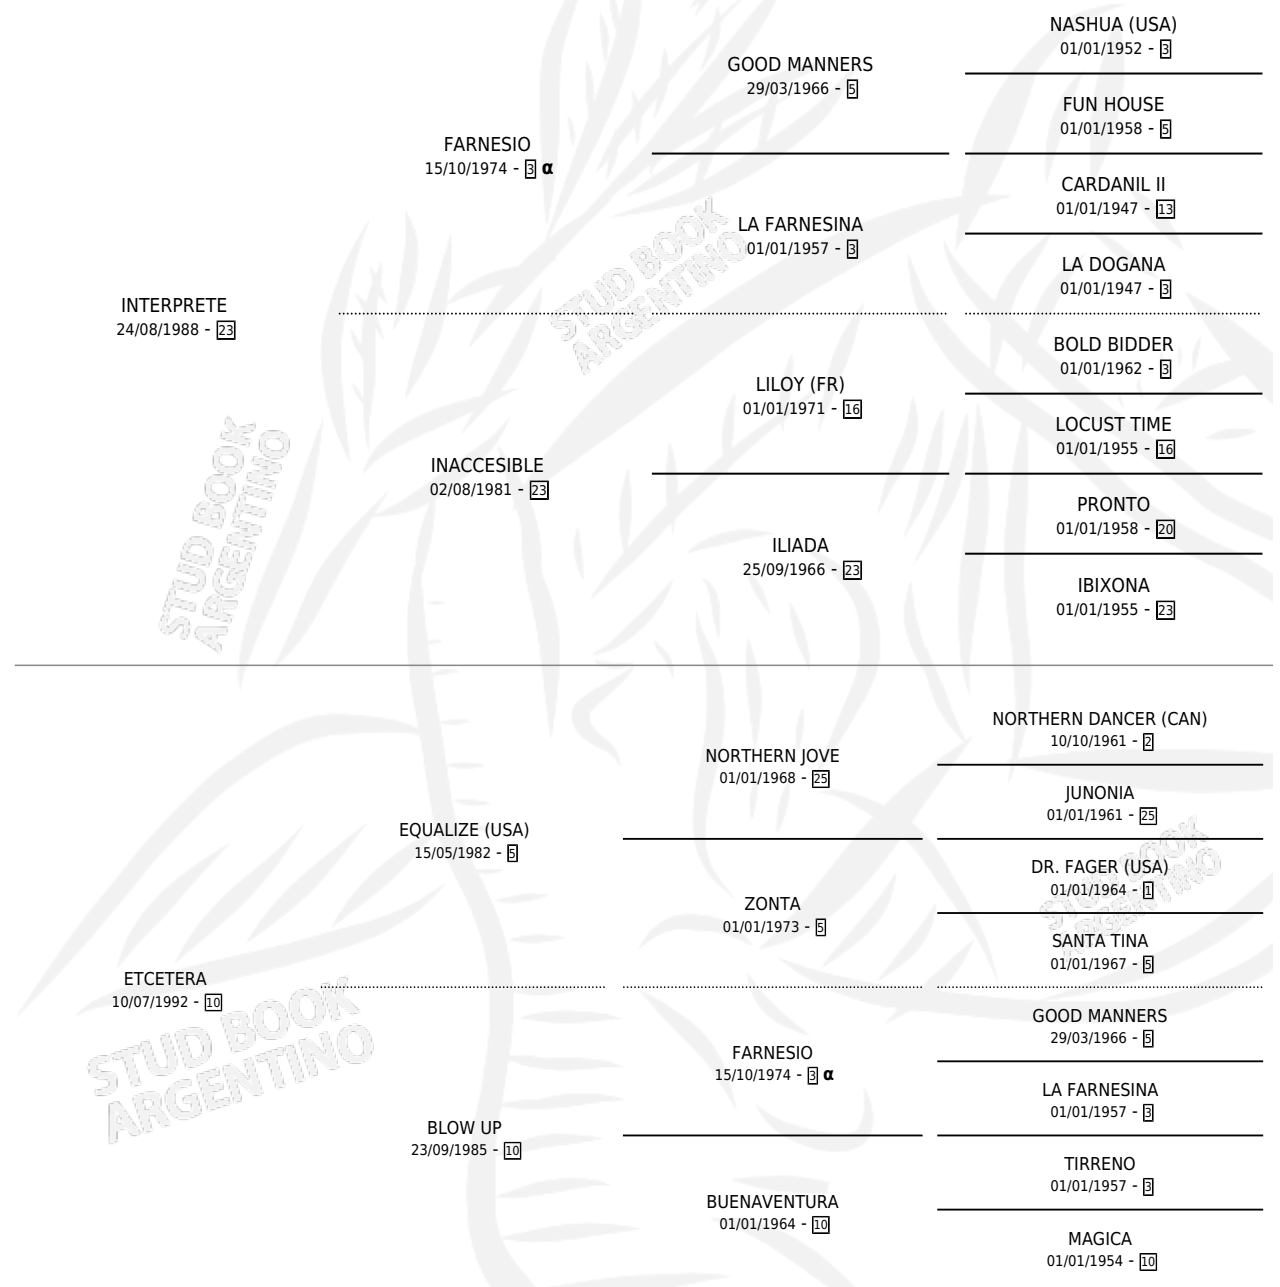 NASHUA (USA)
01/01/1952 - 3
GOOD MANNERS
29/03/1966 - 5
FUN HOUSE
01/01/1958 - 5
FARNESIO
15/10/1974 - 3 α
CARDANIL II
01/01/1947 - 13
LA FARNESINA
01/01/1957 - 3
LA DOGANA
01/01/1947 - 3
INTERPRETE
24/08/1988 - 23
BOLD BIDDER
01/01/1962 - 3
LILOY (FR)
01/01/1971 - 16
LOCUST TIME
01/01/1955 - 16
INACCESIBLE
02/08/1981 - 23
PRONTO
01/01/1958 - 20
ILIADA
25/09/1966 - 23
IBIXONA
01/01/1955 - 23
STUD BOOK
ARGENTINO
STUD BOOK
ARGENTINO
NORTHERN DANCER (CAN)
10/10/1961 - 2
NORTHERN JOVE
01/01/1968 - 25
JUNONIA
01/01/1961 - 25
EQUALIZE (USA)
15/05/1982 - 5
DR. FAGER (USA)
01/01/1964 - 1
ZONTA
01/01/1973 - 5
SANTA TINA
01/01/1967 - 5
ETCETERA
10/07/1992 - 10
GOOD MANNERS
29/03/1966 - 5
FARNESIO
15/10/1974 - 3 α
LA FARNESINA
01/01/1957 - 3
BLOW UP
23/09/1985 - 10
TIRRENO
01/01/1957 - 3
BUENAVENTURA
01/01/1964 - 10
MAGICA
01/01/1954 - 10
STUD BOOK
ARGENTINO
STUD BOOK
ARGENTINO